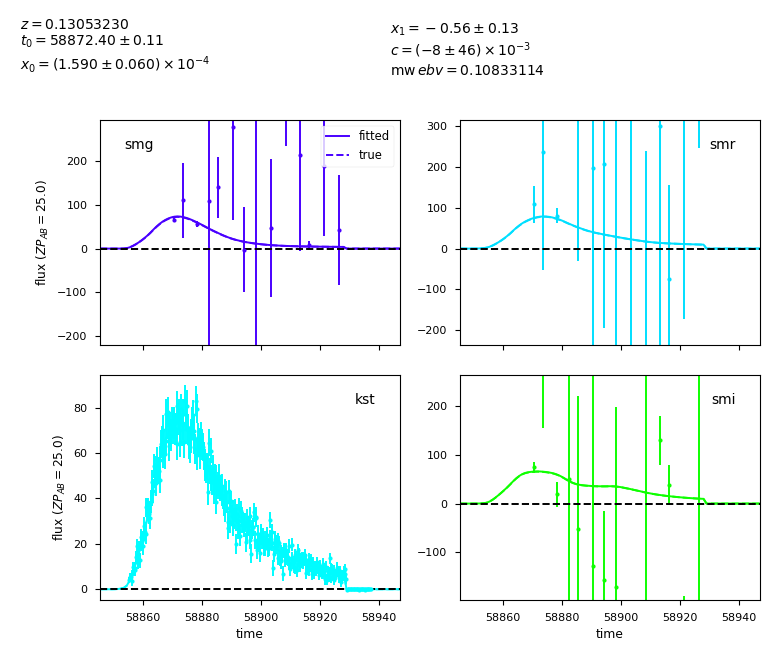 z = 0.13053230
t₀ = 58872.40 ± 0.11
x₀ = (1.590 ± 0.060) × 10⁻⁴
x₁ = −0.56 ± 0.13
c = (−8 ± 46) × 10⁻³
mw ebv = 0.10833114
smg
fitted
true
200
100
0
−100
−200
flux (ZP_AB = 25.0)
smr
300
200
100
0
−100
−200
kst
80
60
40
20
0
flux (ZP_AB = 25.0)
58860 58880 58900 58920 58940
time
smi
200
100
0
−100
58860 58880 58900 58920 58940
time